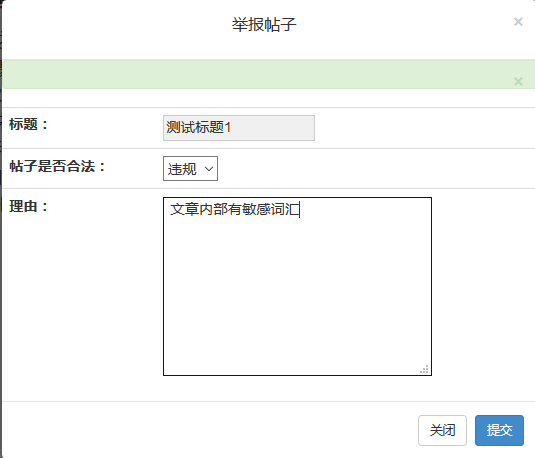 举报帖子 ×
×
标题： 测试标题1
帖子是否合法： 违规
理由： 文章内部有敏感词汇
关闭 提交